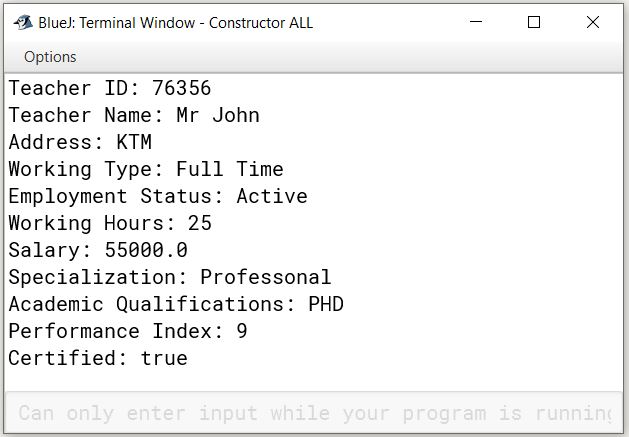 BlueJ: Terminal Window - Constructor ALL
Options
Teacher ID: 76356
Teacher Name: Mr John
Address: KTM
Working Type: Full Time
Employment Status: Active
Working Hours: 25
Salary: 55000.0
Specialization: Professonal
Academic Qualifications: PHD
Performance Index: 9
Certified: true
Can only enter input while your program is running